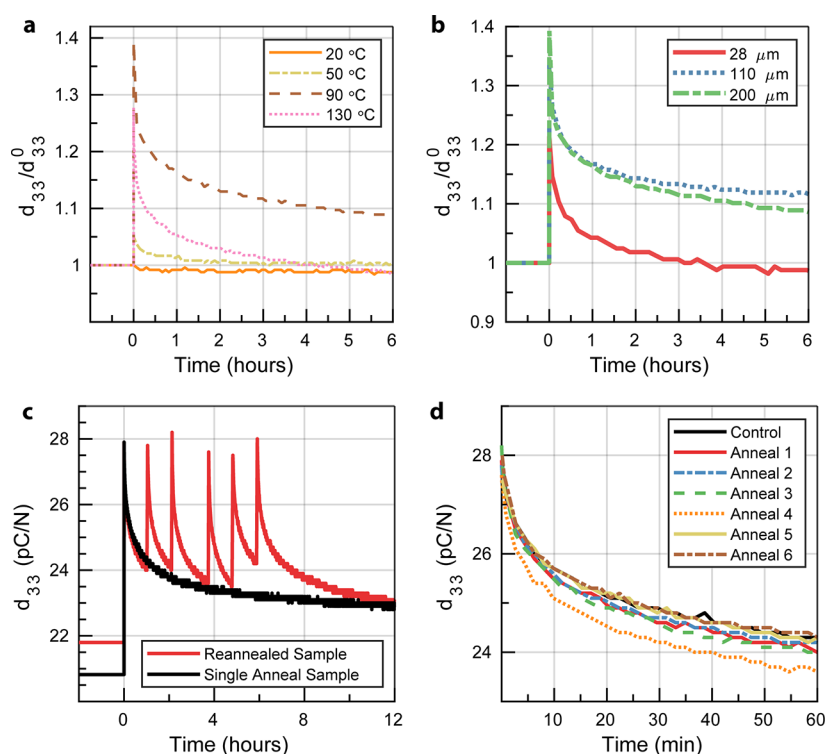 a
1.4
1.3
1.2
1.1
1
d33/d033
0 1 2 3 4 5 6
Time (hours)
20 °C
50 °C
90 °C
130 °C
b
1.4
1.3
1.2
1.1
1
0.9
d33/d033
0 1 2 3 4 5 6
Time (hours)
28 μm
110 μm
200 μm
c
28
26
24
22
d33 (pC/N)
0 4 8 12
Time (hours)
Reannealed Sample
Single Anneal Sample
d
28
26
24
d33 (pC/N)
10 20 30 40 50 60
Time (min)
Control
Anneal 1
Anneal 2
Anneal 3
Anneal 4
Anneal 5
Anneal 6